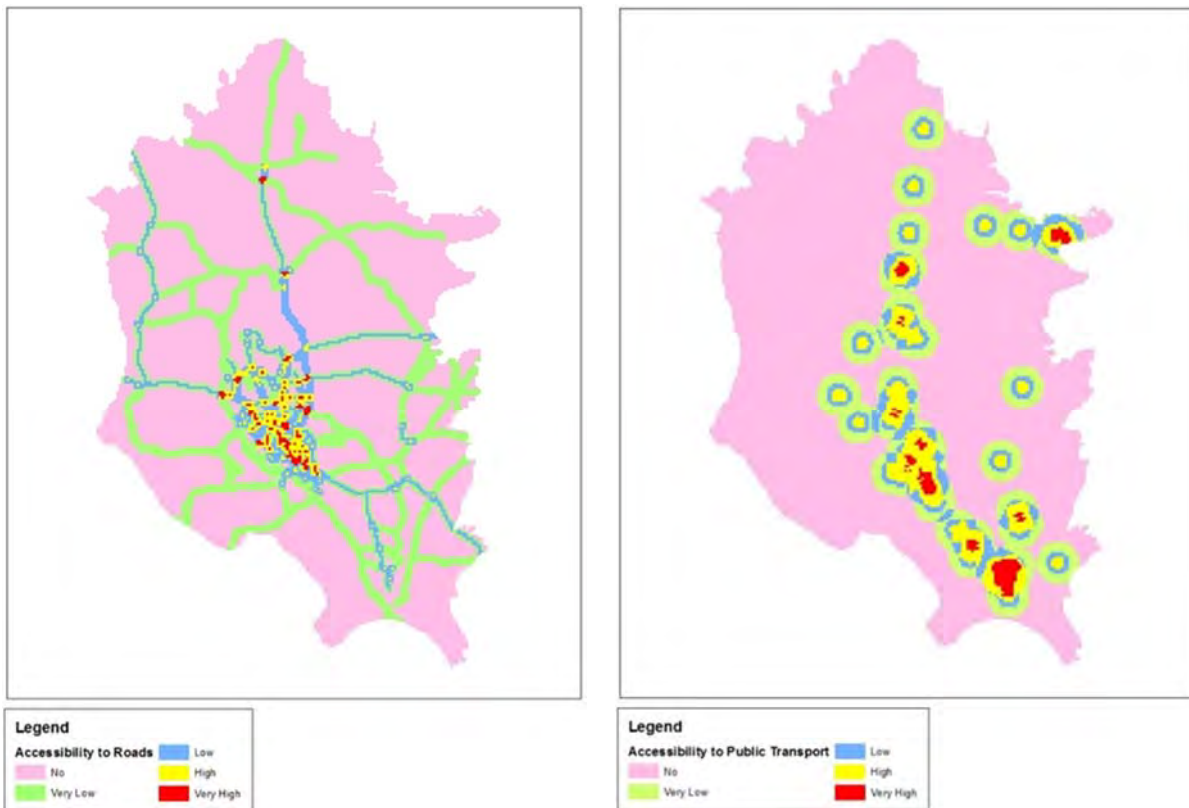 Legend
Accessibility to Roads
No
Very Low
Low
High
Very High
Legend
Accessibility to Public Transport
No
Very Low
Low
High
Very High